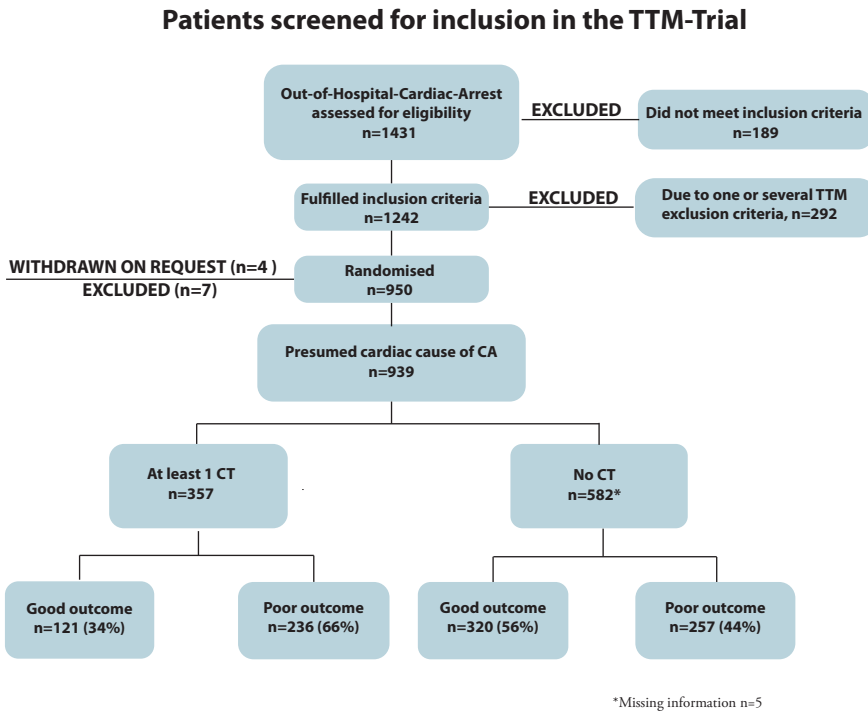 Patients screened for inclusion in the TTM-Trial
Out-of-Hospital-Cardiac-Arrest
assessed for eligibility
n=1431
EXCLUDED
Did not meet inclusion criteria
n=189
Fulfilled inclusion criteria
n=1242
EXCLUDED
Due to one or several TTM
exclusion criteria, n=292
WITHDRAWN ON REQUEST (n=4 )
EXCLUDED (n=7)
Randomised
n=950
Presumed cardiac cause of CA
n=939
At least 1 CT
n=357
No CT
n=582*
Good outcome
n=121 (34%)
Poor outcome
n=236 (66%)
Good outcome
n=320 (56%)
Poor outcome
n=257 (44%)
*Missing information n=5